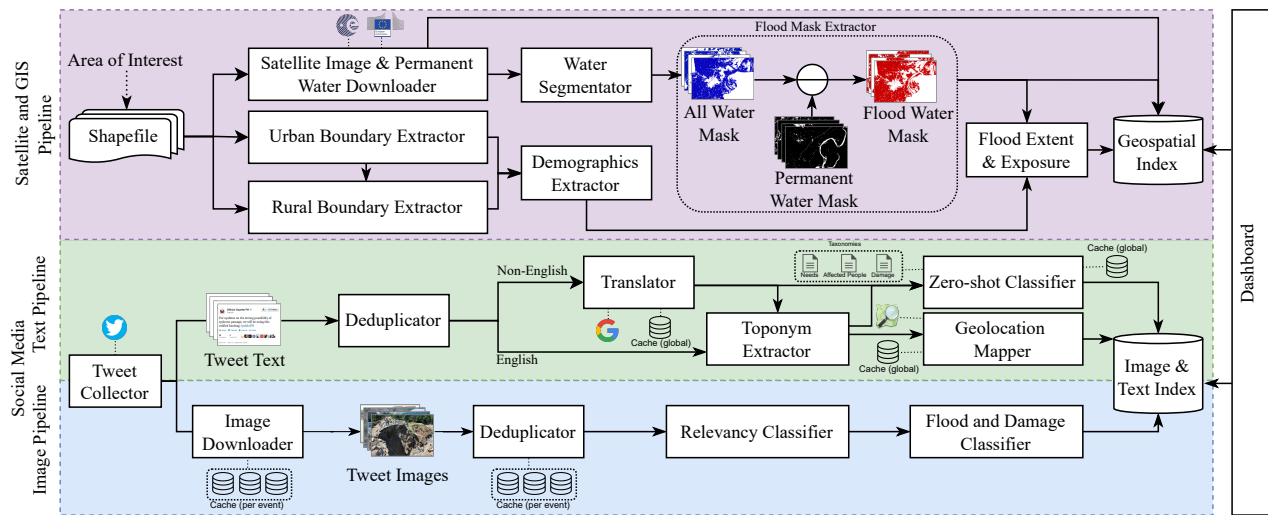 Satellite and GIS
Pipeline
Area of Interest
Shapefile
Satellite Image & Permanent
Water Downloader
Urban Boundary Extractor
Rural Boundary Extractor
Water
Segmentator
Demographics
Extractor
Flood Mask Extractor
All Water
Mask
Flood Water
Mask
Permanent
Water Mask
Flood Extent
& Exposure
Geospatial
Index
Dashboard
Social Media
Text Pipeline
Image Pipeline
Tweet
Collector
Tweet Text
Deduplicator
Non-English
English
Translator
Cache (global)
Toponym
Extractor
Taxonomies
Needs
Affected People
Damage
Zero-shot Classifier
Cache (global)
Geolocation
Mapper
Cache (global)
Image &
Text Index
Image
Downloader
Cache (per event)
Tweet Images
Deduplicator
Cache (per event)
Relevancy Classifier
Flood and Damage
Classifier